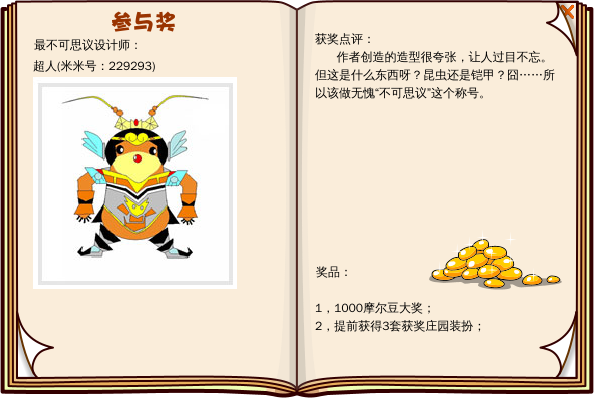 参与奖
最不可思议设计师：
超人(米米号：229293)
获奖点评：
作者创造的造型很夸张，让人过目不忘。
但这是什么东西呀？昆虫还是铠甲？囧……所
以该做无愧“不可思议”这个称号。
奖品：
1，1000摩尔豆大奖；
2，提前获得3套获奖庄园装扮；